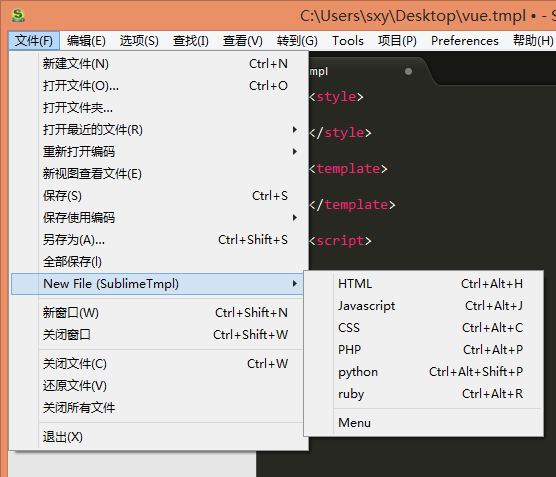 C:\Users\sxy\Desktop\vue.tmpl • - S
文件(F) 编辑(E) 选项(S) 查找(I) 查看(V) 转到(G) Tools 项目(P) Preferences 帮助(H)
新建文件(N) Ctrl+N
打开文件(O)... Ctrl+O
打开文件夹...
打开最近的文件(R)
重新打开编码
新视图查看文件(E)
保存(S) Ctrl+S
保存使用编码
另存为(A)... Ctrl+Shift+S
全部保存(l)
New File (SublimeTmpl)
新窗口(W) Ctrl+Shift+N
关闭窗口 Ctrl+Shift+W
关闭文件(C) Ctrl+W
还原文件(V)
关闭所有文件
退出(X)
mpl
<style>
</style>
<template>
</template>
<script>
HTML Ctrl+Alt+H
Javascript Ctrl+Alt+J
CSS Ctrl+Alt+C
PHP Ctrl+Alt+P
python Ctrl+Alt+Shift+P
ruby Ctrl+Alt+R
Menu